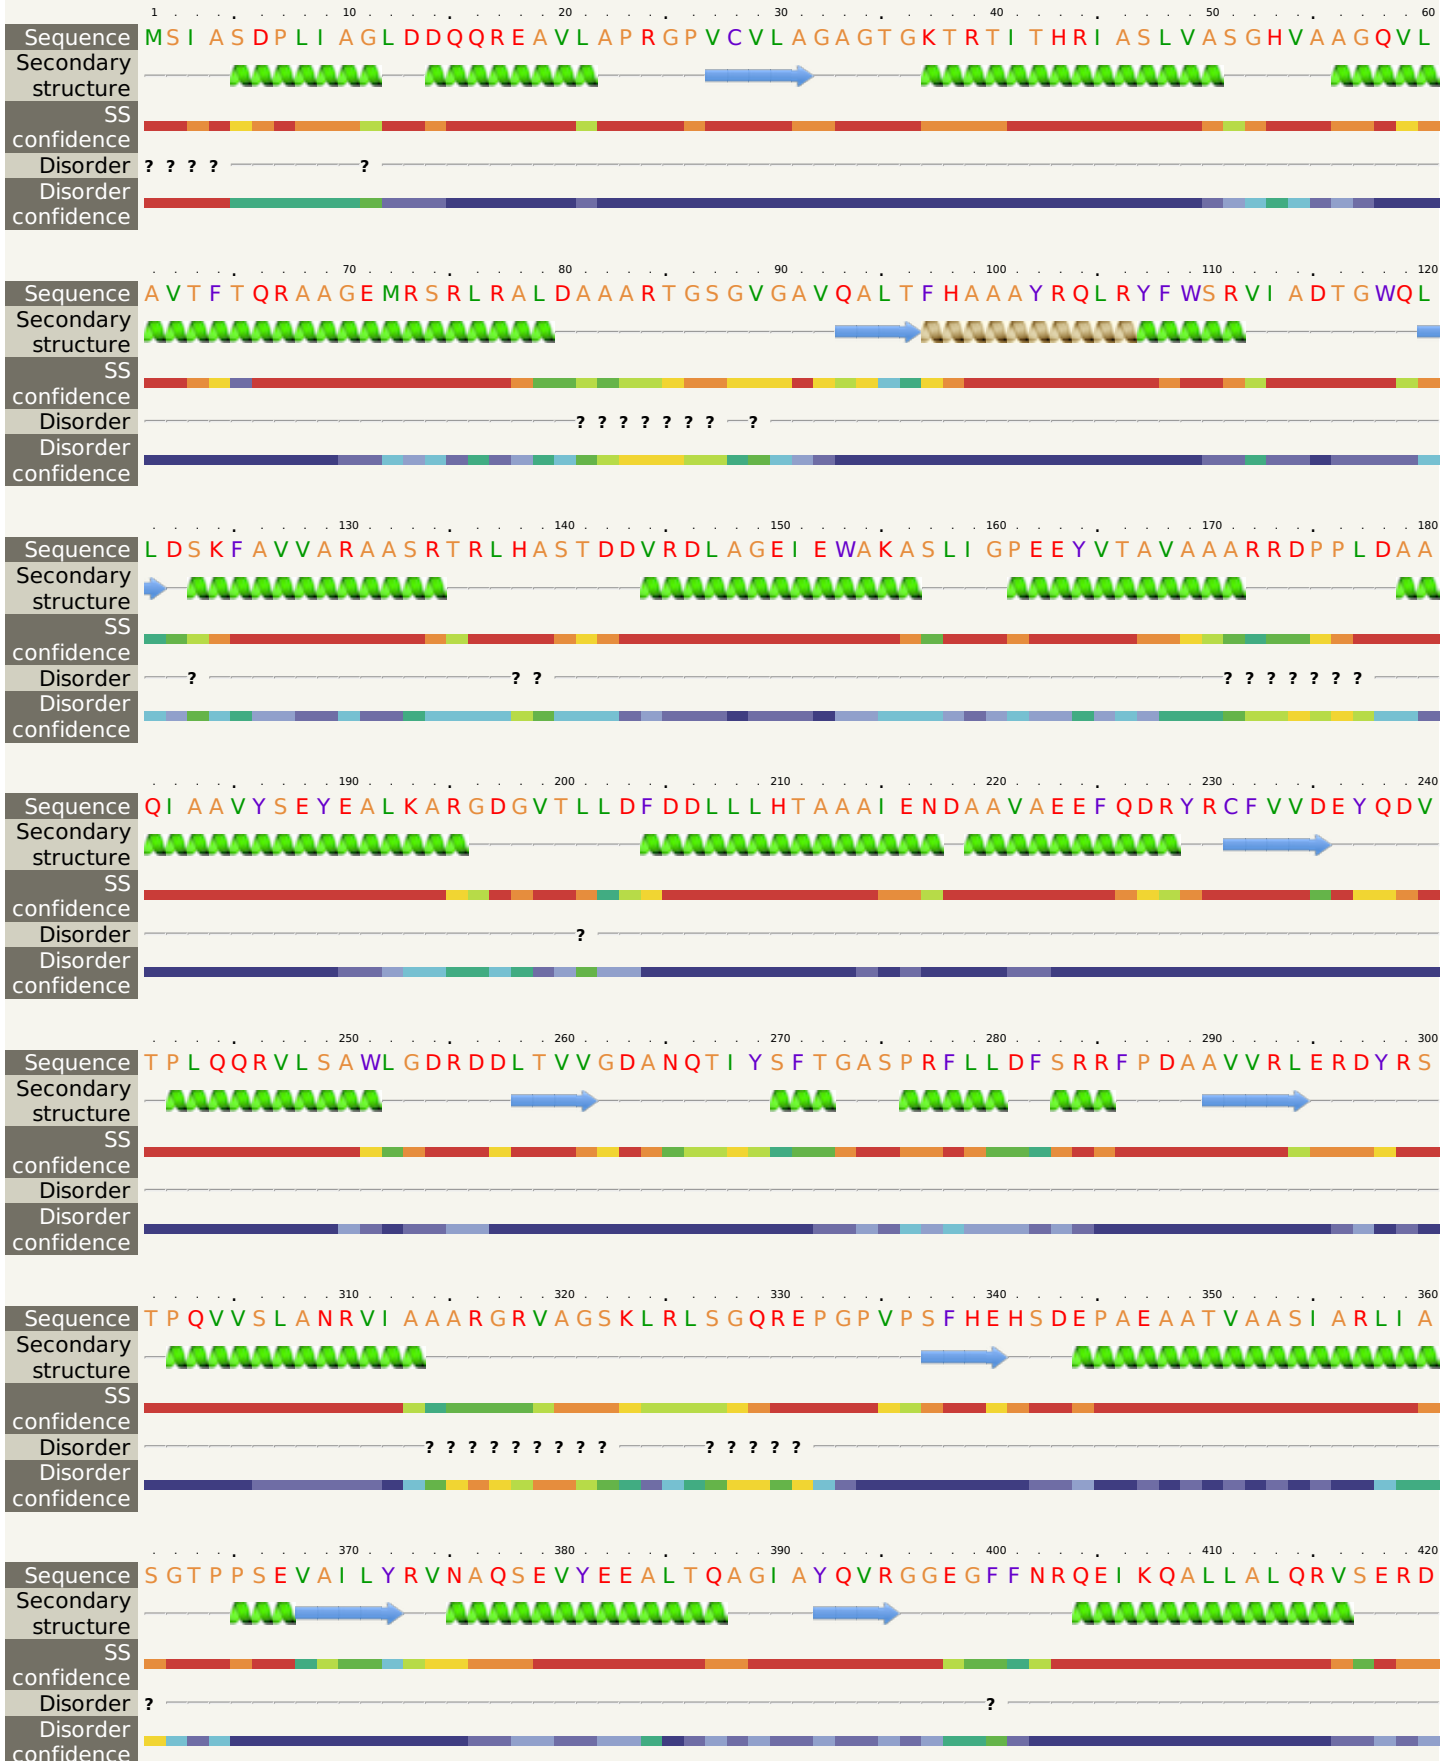 1 10 20 30 40 50 60
Sequence MSIASDPLIAGLDDQQREAVLAPRGPVCVLAGAGTGKTRTITHRIASLVASGHVAAGQVL
Secondary
structure
SS
confidence
Disorder ? ? ? ? ?
Disorder
confidence
70 80 90 100 110 120
Sequence AVTFTQRAAGEMRSRLRALDAAARTGSGVGAVQALTFHAAAYRQLRYFWSRVIADTGWQL
Secondary
structure
SS
confidence
Disorder ? ? ? ? ? ? ? ?
Disorder
confidence
130 140 150 160 170 180
Sequence LDSKFAVVARAASRTRLHASTDDVRDLAGEIEWAKASLIGPEEYVTAVAAARRDPPLDAA
Secondary
structure
SS
confidence
Disorder ? ? ? ? ? ? ? ? ? ?
Disorder
confidence
190 200 210 220 230 240
Sequence QIAAVYSEYEALKARGDGVTLLDFDDLLLHTAAAIENDAAVAEEFQDRYRCFVVDEYQDV
Secondary
structure
SS
confidence
Disorder ?
Disorder
confidence
250 260 270 280 290 300
Sequence TPLQQRVLSAWLGDRDDLTVVGDANQTIYSFTGASPRFLLDFSRRFPDAAVVRLERDYRS
Secondary
structure
SS
confidence
Disorder
Disorder
confidence
310 320 330 340 350 360
Sequence TPQVVSLANRVIAAARGRVAGSKLRLSGQREPGPVPSFHEHSDEPAEAATVAASIARLIA
Secondary
structure
SS
confidence
Disorder ? ? ? ? ? ? ? ? ? ? ? ? ? ?
Disorder
confidence
370 380 390 400 410 420
Sequence SGTPPSEVAILYRVNAQSEVYEEALTQAGIAYQVRGGEGFFNRQEIKQALLALQRVSERD
Secondary
structure
SS
confidence
Disorder ? ?
Disorder
confidence